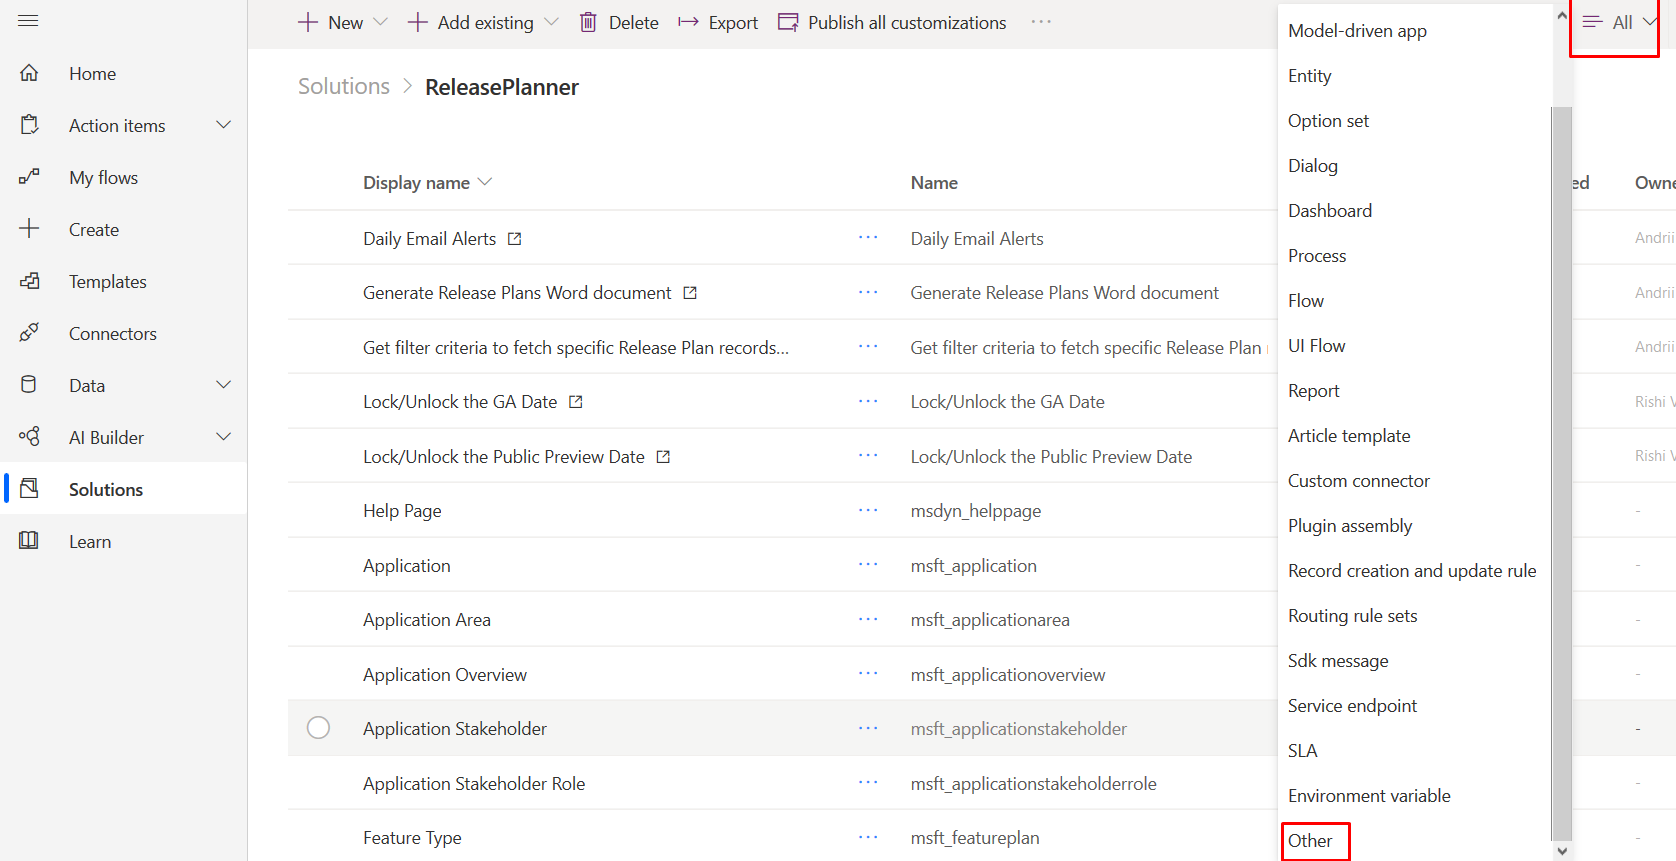 New
Add existing
Delete
Export
Publish all customizations
All
Home
Action items
My flows
Create
Templates
Connectors
Data
AI Builder
Solutions
Learn
Solutions > ReleasePlanner
Display name
Name
ed
Owne
Daily Email Alerts
Daily Email Alerts
Andrii
Generate Release Plans Word document
Generate Release Plans Word document
Andrii
Get filter criteria to fetch specific Release Plan records...
Get filter criteria to fetch specific Release Plan
Andrii
Lock/Unlock the GA Date
Lock/Unlock the GA Date
Rishi V
Lock/Unlock the Public Preview Date
Lock/Unlock the Public Preview Date
Rishi V
Help Page
msdyn_helppage
-
Application
msft_application
-
Application Area
msft_applicationarea
-
Application Overview
msft_applicationoverview
-
Application Stakeholder
msft_applicationstakeholder
-
Application Stakeholder Role
msft_applicationstakeholderrole
-
Feature Type
msft_featureplan
-
Model-driven app
Entity
Option set
Dialog
Dashboard
Process
Flow
UI Flow
Report
Article template
Custom connector
Plugin assembly
Record creation and update rule
Routing rule sets
Sdk message
Service endpoint
SLA
Environment variable
Other